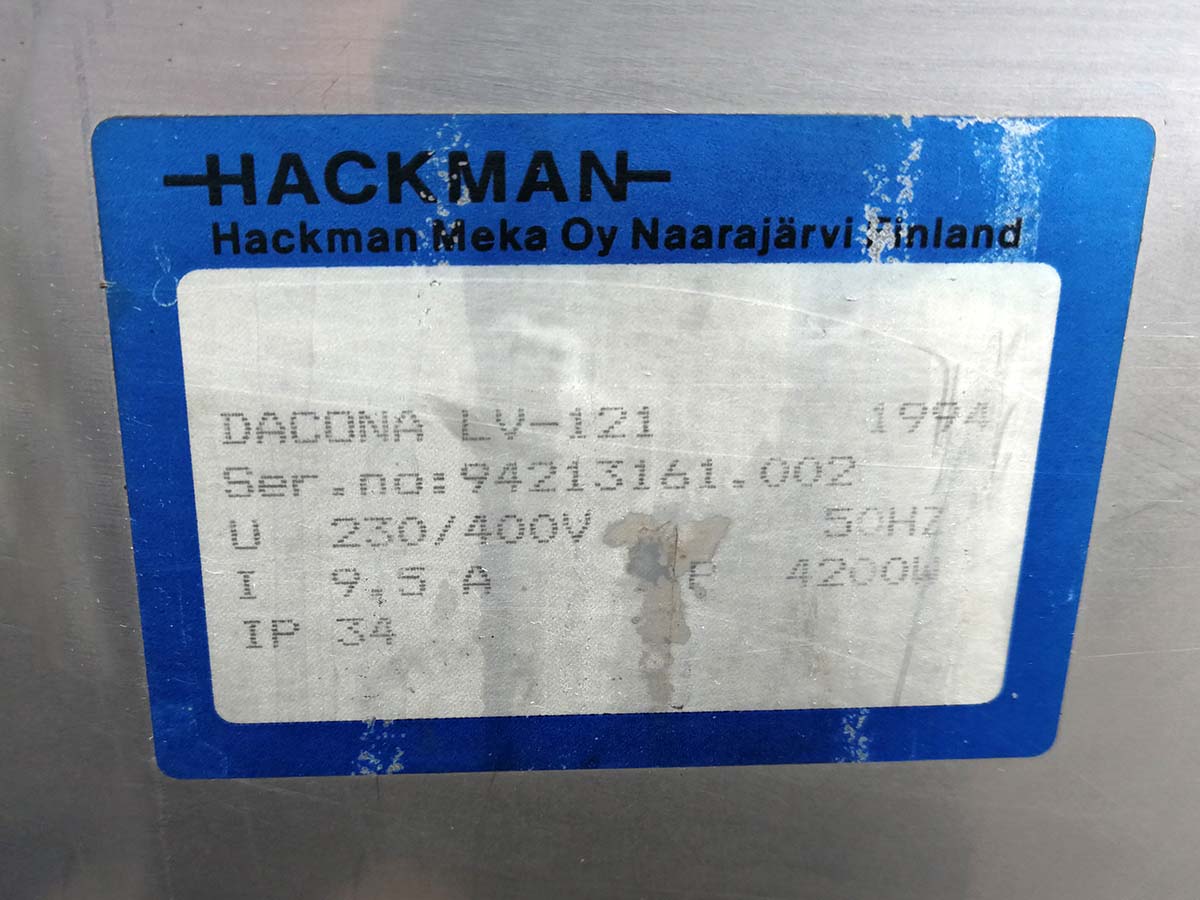 HACKMAN
Hackman Meka Oy Naarajärvi Finland
DACONA LV-121 1994
Ser.no:94213161.002
U 230/400V 50HZ
I 9.5 A P 4200W
IP 34